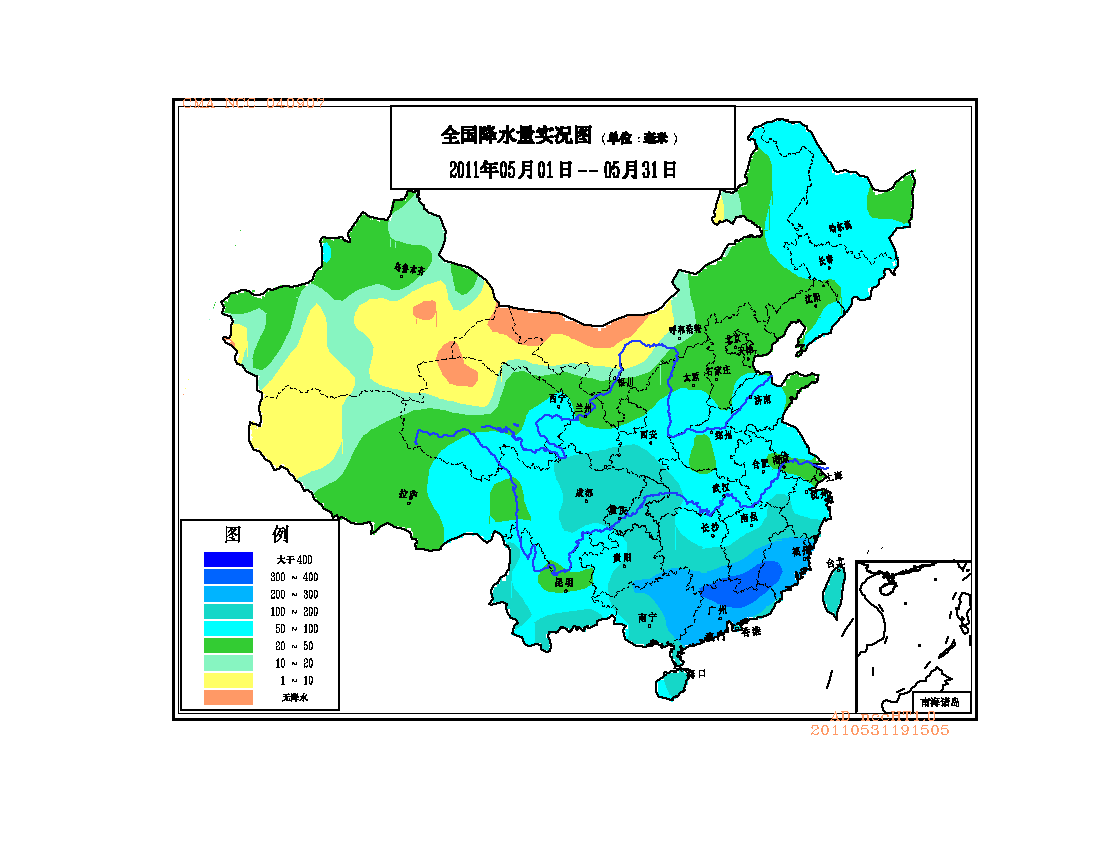 CMA NCC 040902
全国降水量实况图 (单位:毫米)
2011年05月01日--05月31日
哈尔滨
长春
乌鲁木齐
沈阳
呼和浩特
北京
天津
石家庄
太原
银川
西宁
济南
兰州
郑州
西安
合肥
南京
上海
拉萨
成都
武汉
杭州
重庆
南昌
长沙
贵阳
福州
台北
昆明
广州
南宁
香港
澳门
海口
图 例
大于400
300 ~ 400
200 ~ 300
100 ~ 200
50 ~ 100
20 ~ 50
10 ~ 20
1 ~ 10
无降水
南海诸岛
20110531191505